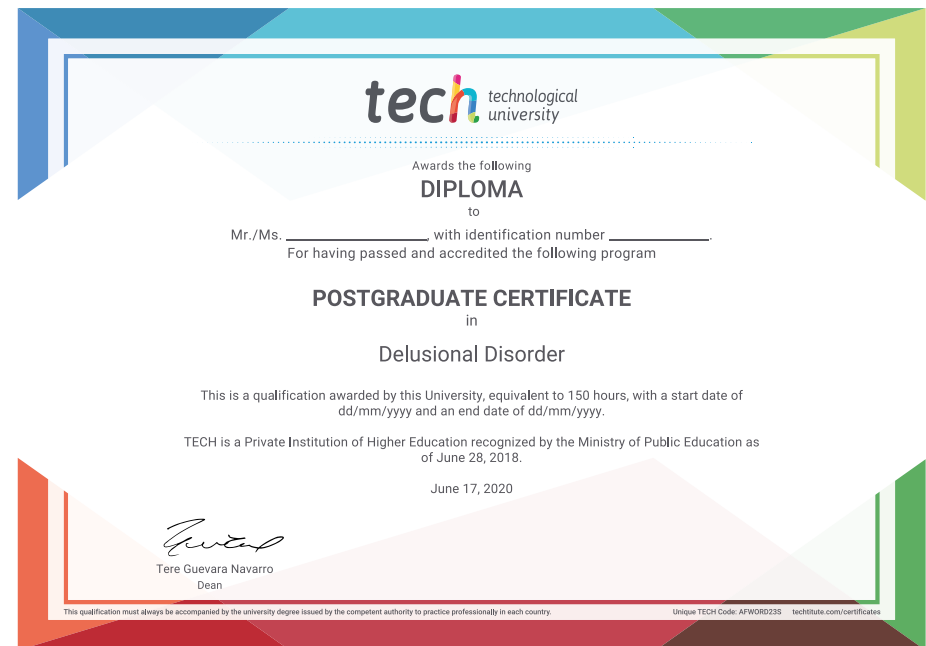 tech technological
university
Awards the following
DIPLOMA
to
Mr./Ms. __________________, with identification number _____________.
For having passed and accredited the following program
POSTGRADUATE CERTIFICATE
in
Delusional Disorder
This is a qualification awarded by this University, equivalent to 150 hours, with a start date of
dd/mm/yyyy and an end date of dd/mm/yyyy.
TECH is a Private Institution of Higher Education recognized by the Ministry of Public Education as
of June 28, 2018.
June 17, 2020
Tere Guevara Navarro
Dean
This qualification must always be accompanied by the university degree issued by the competent authority to practice professionally in each country. Unique TECH Code: AFWORD23S techtitute.com/certificates